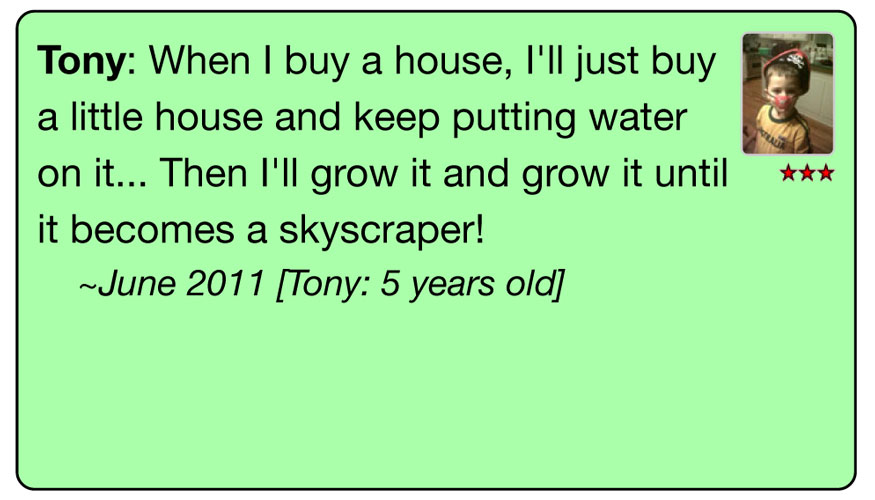 Tony: When I buy a house, I'll just buy
a little house and keep putting water
on it... Then I'll grow it and grow it until
it becomes a skyscraper!
~June 2011 [Tony: 5 years old]